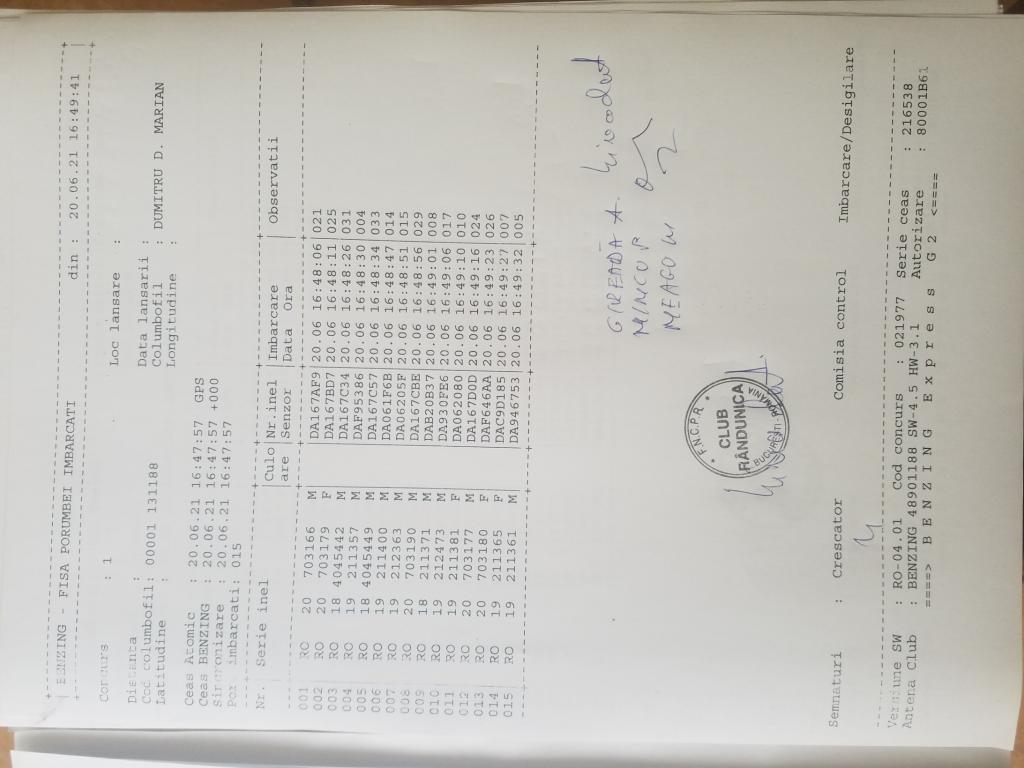 BENZING - FISA PORUMBEI IMBARCATI din : 20.06.21 16:49:41
Concurs : 1 Loc lansare :
Distanta : Data lansarii :
Cod columbofil: 00001 131188 Columbofil : DUMITRU D. MARIAN
Latitudine : Longitudine :
Ceas Atomic : 20.06.21 16:47:57 GPS
Ceas BENZING : 20.06.21 16:47:57 +000
Sincronizare : 20.06.21 16:47:57
Por. imbarcati: 015
Nr. Serie inel Culo Nr.inel Imbarcare Observatii
are Senzor Data Ora
001 RO 20 703166 M DA167AF9 20.06 16:48:06 021
002 RO 20 703179 F DA167BD7 20.06 16:48:11 025
003 RO 18 4045442 M DA167C34 20.06 16:48:26 031
004 RO 19 211357 M DAF95386 20.06 16:48:30 004
005 RO 18 4045449 M DA167C57 20.06 16:48:34 033
006 RO 19 211400 M DA061F6B 20.06 16:48:47 014
007 RO 19 212363 M DA06205F 20.06 16:48:51 015
008 RO 20 703190 M DA167CBE 20.06 16:48:56 029
009 RO 18 211371 M DAB20B37 20.06 16:49:01 008
010 RO 19 212473 M DA930FE6 20.06 16:49:06 017
011 RO 19 211381 F DA062080 20.06 16:49:10 010
012 RO 20 703177 M DA167D0D 20.06 16:49:16 024
013 RO 20 703180 F DAF646AA 20.06 16:49:23 026
014 RO 19 211365 F DAC9D185 20.06 16:49:27 007
015 RO 19 211361 M DA946753 20.06 16:49:32 005
MINCU P
F.N.C.P.R.
CLUB
RÂNDUNICA
BUCUREŞTI - ROMANIA
Semnaturi : Crescator Comisia control Imbarcare/Desigilare
Versiune SW : RO-04.01 Cod concurs : 021977 Serie ceas : 216538
Antena Club : BENZING 48901188 SW-4.5 HW-3.1 Autorizare : 80001B61
====> B E N Z I N G E x p r e s s G 2 <====